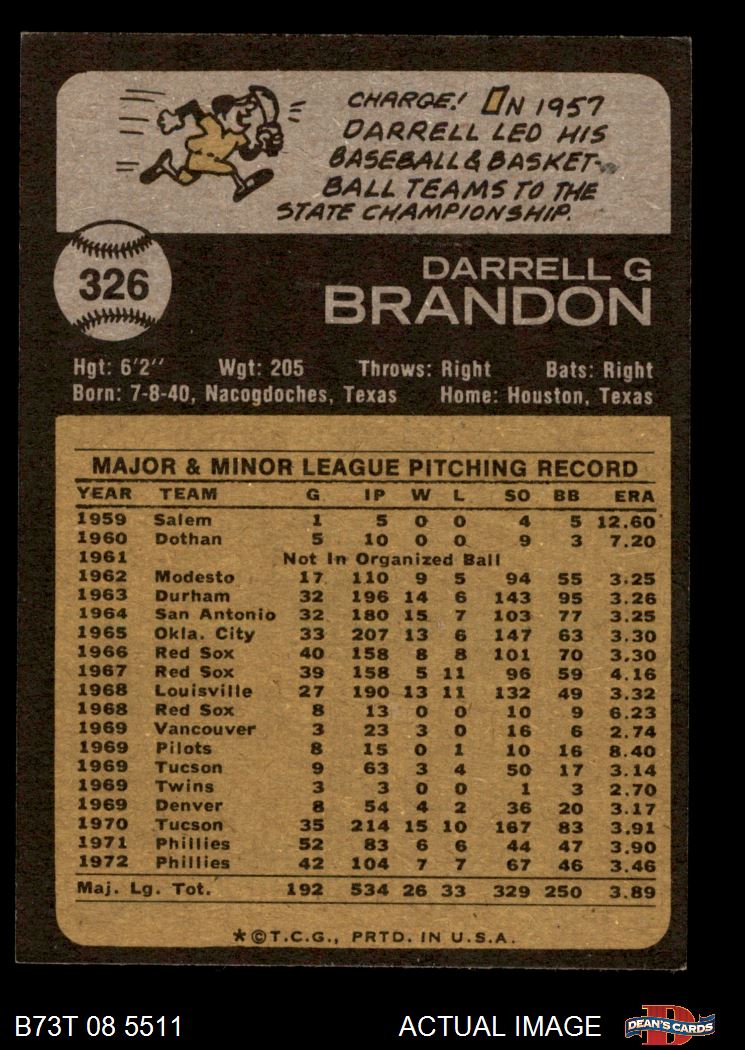 CHARGE! IN 1957
DARRELL LED HIS
BASEBALL & BASKET-
BALL TEAMS TO THE
STATE CHAMPIONSHIP.
326
DARRELL G
BRANDON
Hgt: 6'2'' Wgt: 205 Throws: Right Bats: Right
Born: 7-8-40, Nacogdoches, Texas Home: Houston, Texas
MAJOR & MINOR LEAGUE PITCHING RECORD
YEAR TEAM G IP W L SO BB ERA
1959 Salem 1 5 0 0 4 5 12.60
1960 Dothan 5 10 0 0 9 3 7.20
1961 Not In Organized Ball
1962 Modesto 17 110 9 5 94 55 3.25
1963 Durham 32 196 14 6 143 95 3.26
1964 San Antonio 32 180 15 7 103 77 3.25
1965 Okla. City 33 207 13 6 147 63 3.30
1966 Red Sox 40 158 8 8 101 70 3.30
1967 Red Sox 39 158 5 11 96 59 4.16
1968 Louisville 27 190 13 11 132 49 3.32
1968 Red Sox 8 13 0 0 10 9 6.23
1969 Vancouver 3 23 3 0 16 6 2.74
1969 Pilots 8 15 0 1 10 16 8.40
1969 Tucson 9 63 3 4 50 17 3.14
1969 Twins 3 3 0 0 1 3 2.70
1969 Denver 8 54 4 2 36 20 3.17
1970 Tucson 35 214 15 10 167 83 3.91
1971 Phillies 52 83 6 6 44 47 3.90
1972 Phillies 42 104 7 7 67 46 3.46
Maj. Lg. Tot. 192 534 26 33 329 250 3.89
*©T.C.G., PRTD. IN U.S.A.
B73T 08 5511 ACTUAL IMAGE
DEAN'S CARDS